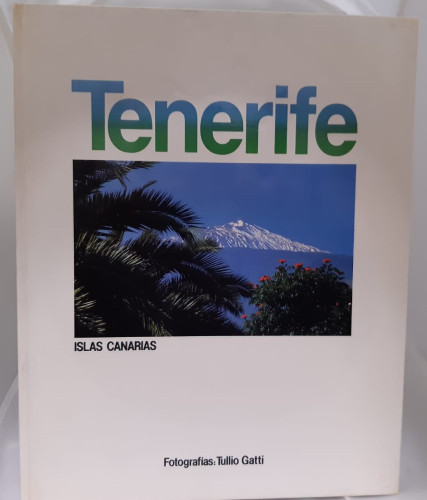 Tenerife
ISLAS CANARIAS
Fotografías: Tullio Gatti